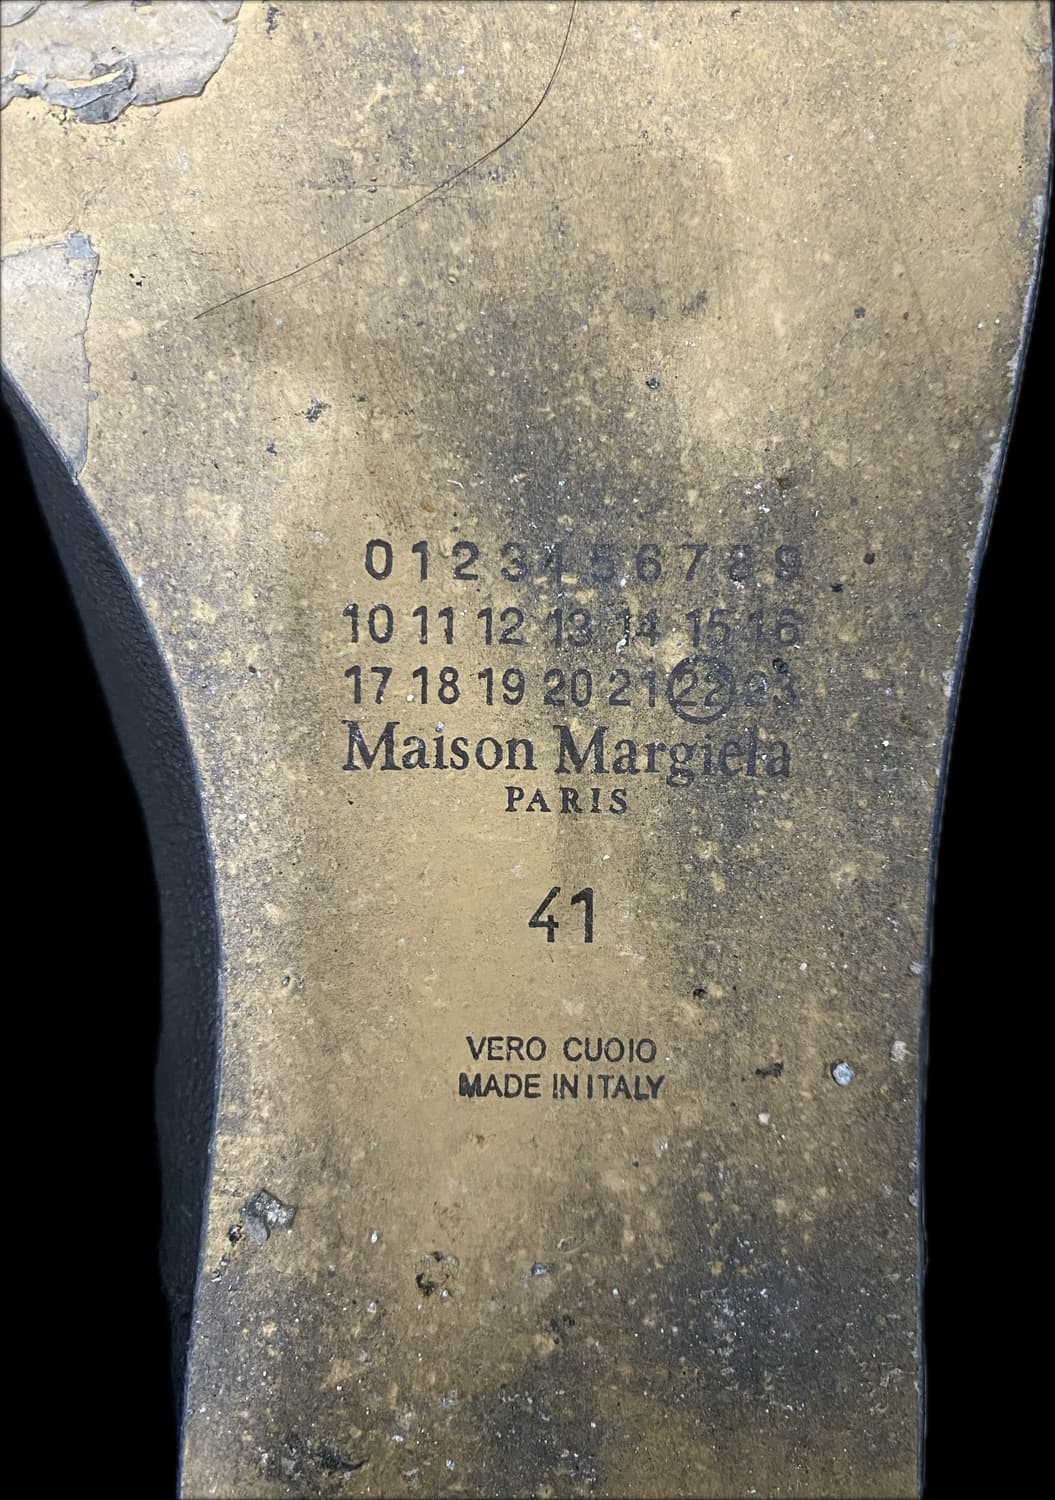 0 1 2 3 4 5 6 7 8 9
10 11 12 13 14 15 16
17 18 19 20 21 22 23
Maison Margiela
PARIS
41
VERO CUOIO
MADE IN ITALY